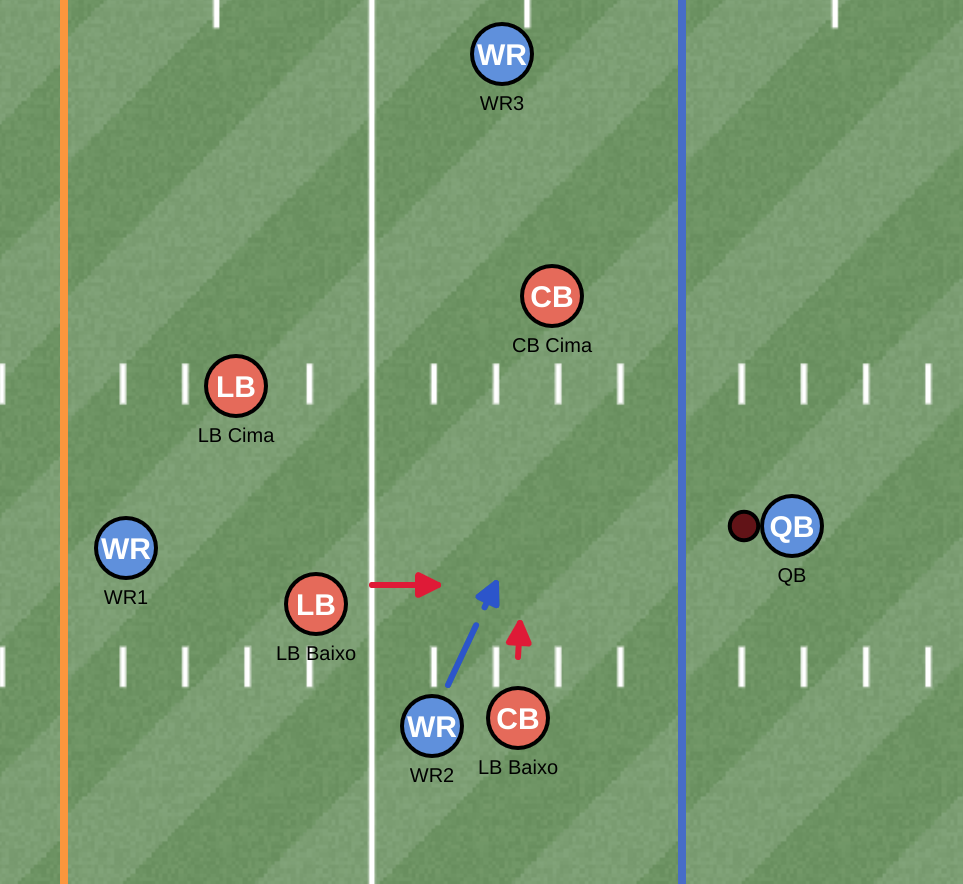 WR
WR3
CB
CB Cima
LB
LB Cima
QB
QB
WR
WR1
LB
LB Baixo
WR
WR2
CB
LB Baixo